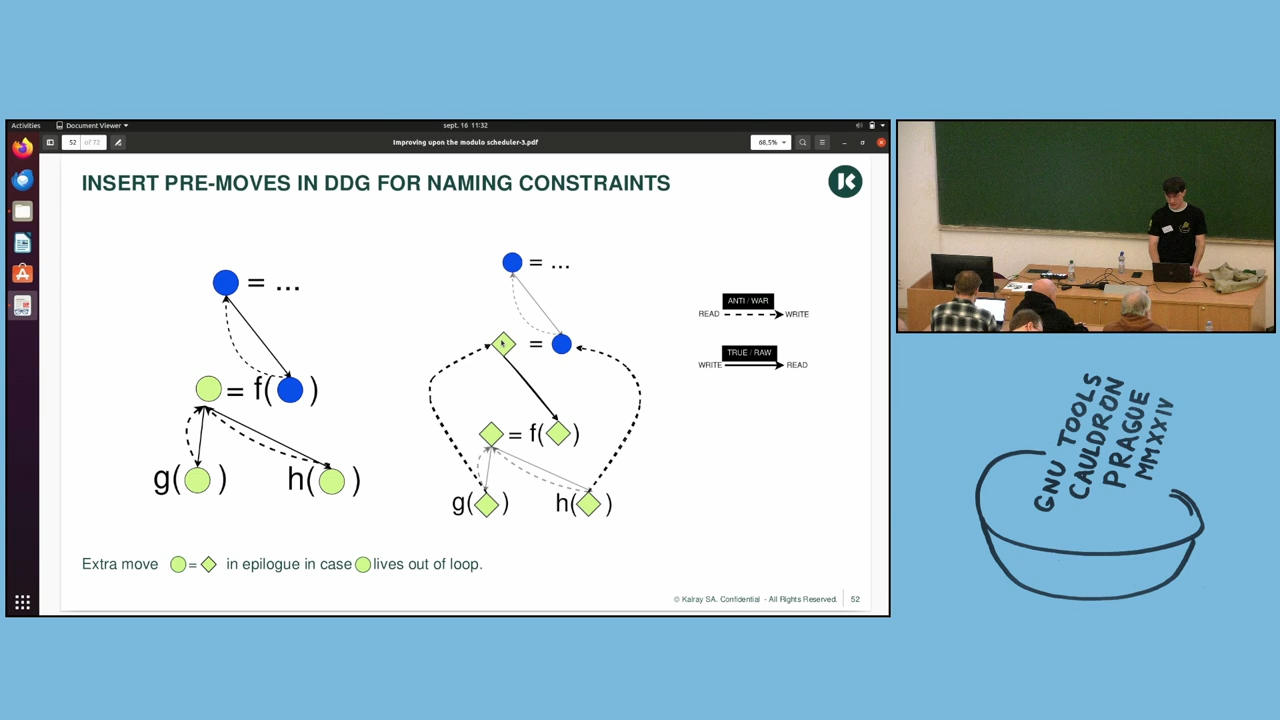 Activities
Document Viewer
sept. 16 11:32
52 of 72
Improving upon the modulo scheduler-3.pdf
68,5%
INSERT PRE-MOVES IN DDG FOR NAMING CONSTRAINTS
= ...
= f( )
g( )
h( )
= ...
=
= f( )
g( )
h( )
ANTI / WAR
READ
WRITE
TRUE / RAW
WRITE
READ
Extra move = in epilogue in case lives out of loop.
© Kalray SA. Confidential - All Rights Reserved.
52
GNU TOOLS
CAULDRON
PRAGUE
MMXXIV